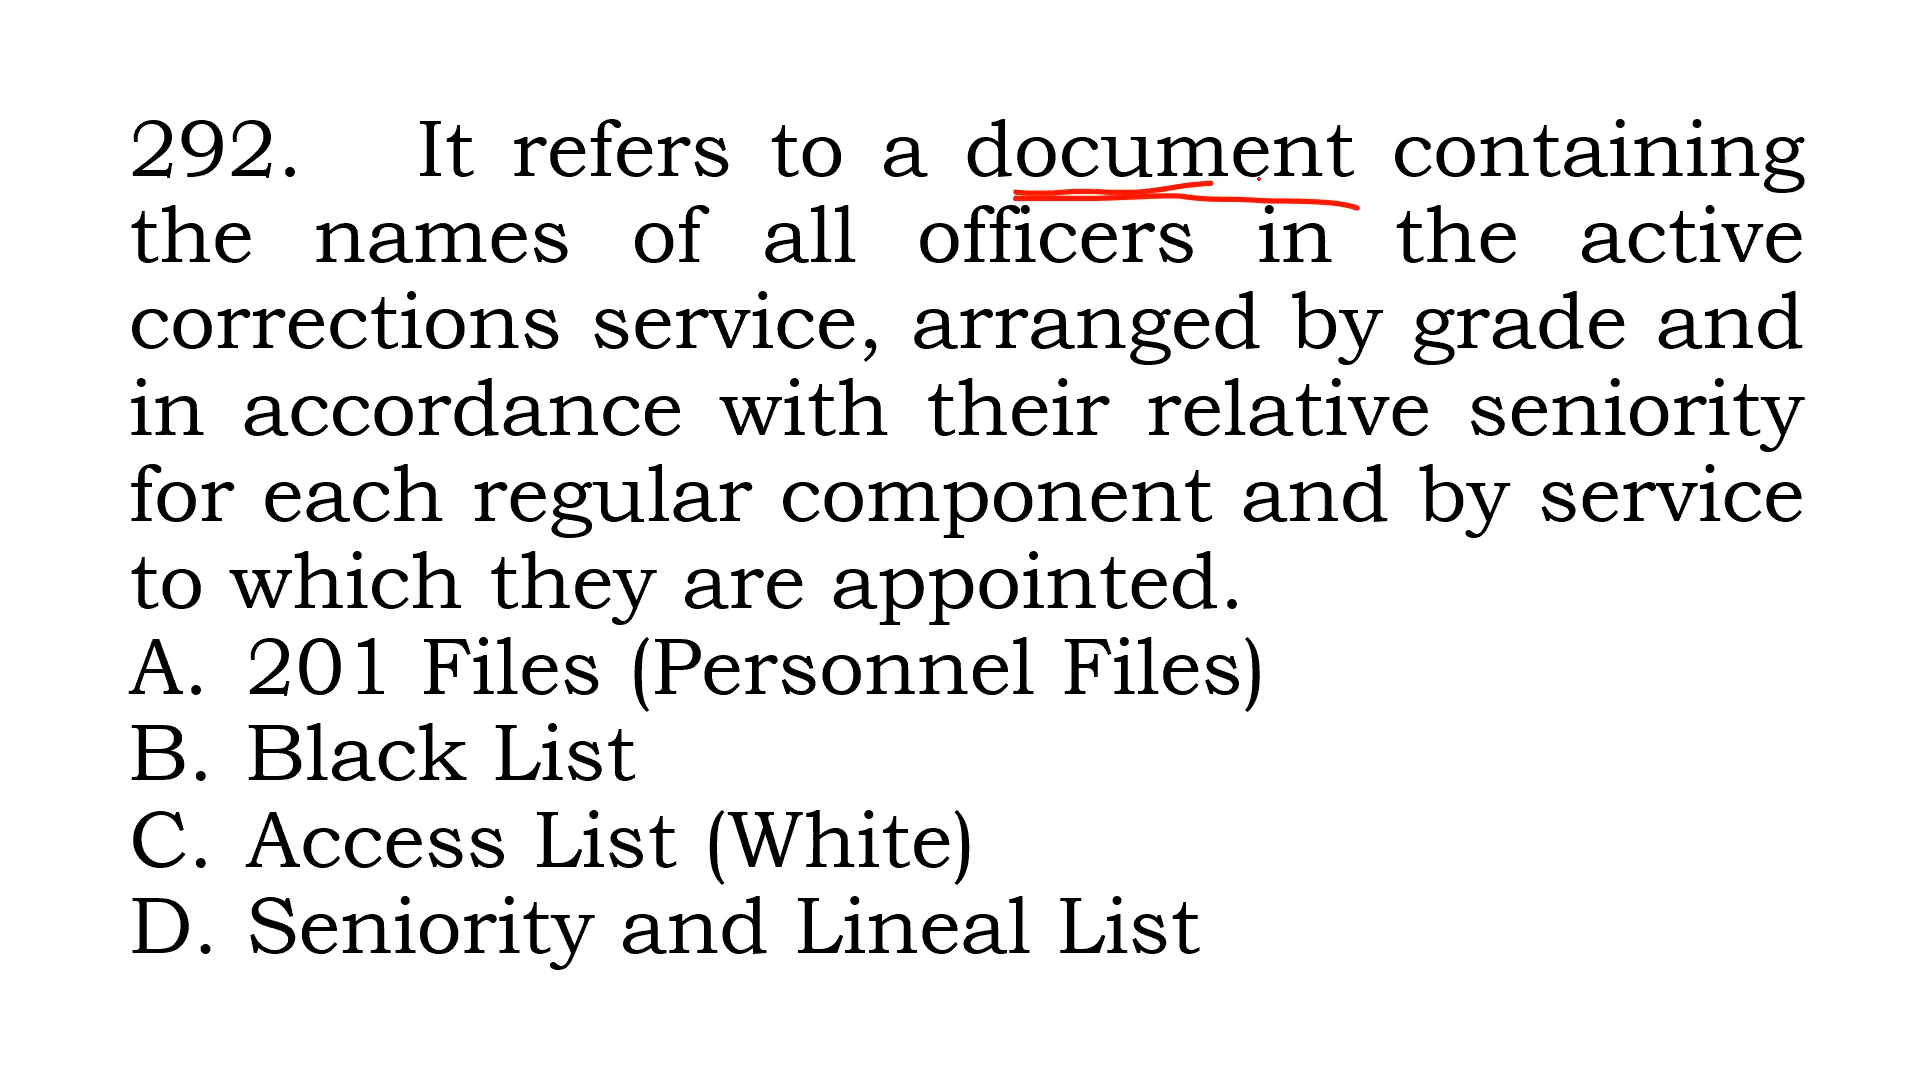 292. It refers to a document containing
the names of all officers in the active
corrections service, arranged by grade and
in accordance with their relative seniority
for each regular component and by service
to which they are appointed.
A. 201 Files (Personnel Files)
B. Black List
C. Access List (White)
D. Seniority and Lineal List